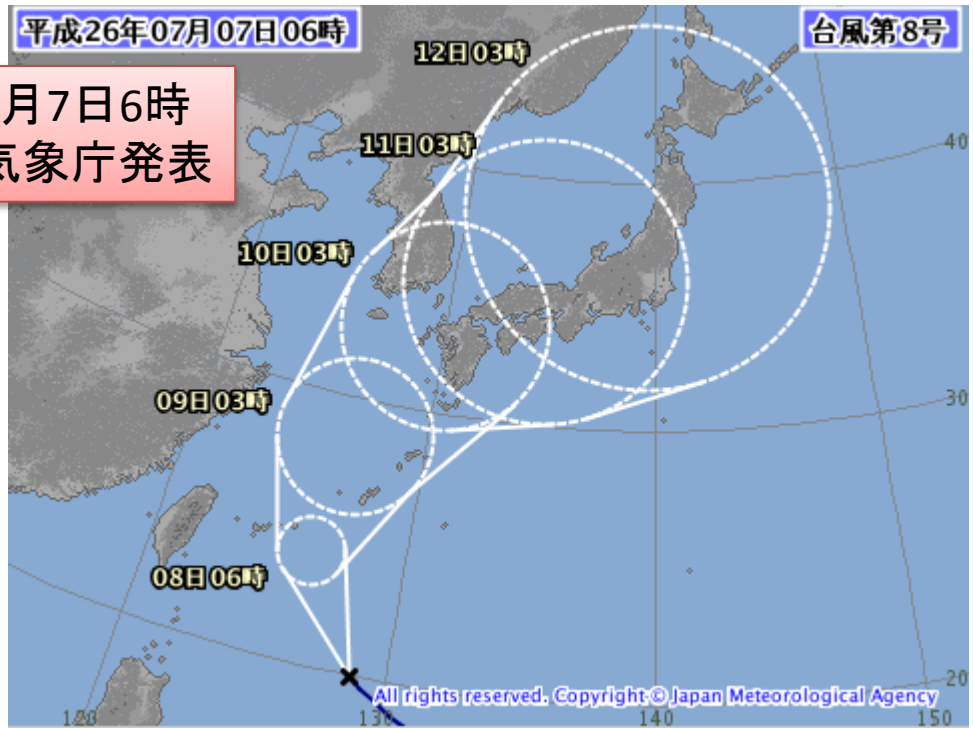 平成26年07月07日06時
台風第8号
月7日6時
気象庁発表
12日03時
11日03時
10日03時
09日03時
08日06時
40
30
20
All rights reserved. Copyright © Japan Meteorological Agency
120
130
140
150